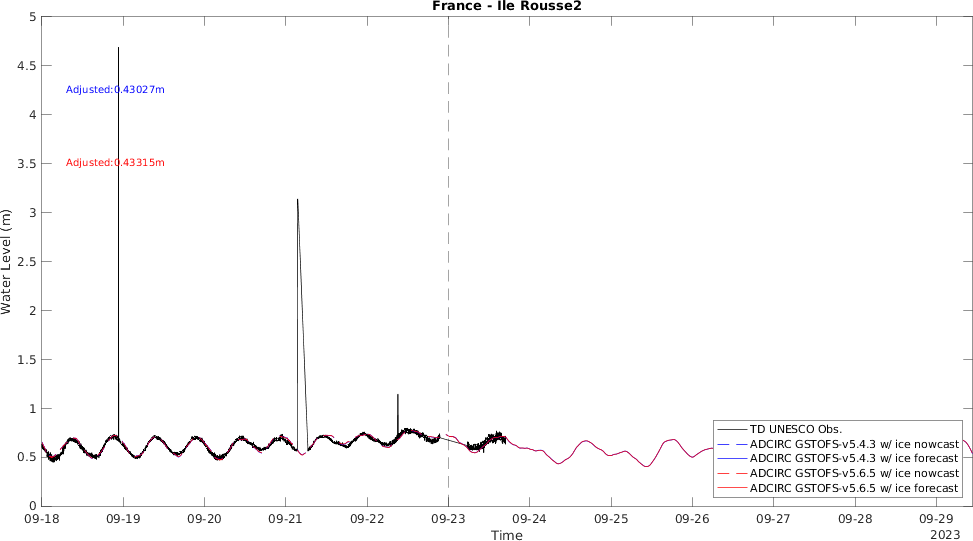 France - Ile Rousse2
5
4.5
4
3.5
3
2.5
2
1.5
1
0.5
0
Water Level (m)
Adjusted:0.43027m
Adjusted:0.43315m
TD UNESCO Obs.
ADCIRC GSTOFS-v5.4.3 w/ ice nowcast
ADCIRC GSTOFS-v5.4.3 w/ ice forecast
ADCIRC GSTOFS-v5.6.5 w/ ice nowcast
ADCIRC GSTOFS-v5.6.5 w/ ice forecast
09-18 09-19 09-20 09-21 09-22 09-23 09-24 09-25 09-26 09-27 09-28 09-29
Time 2023